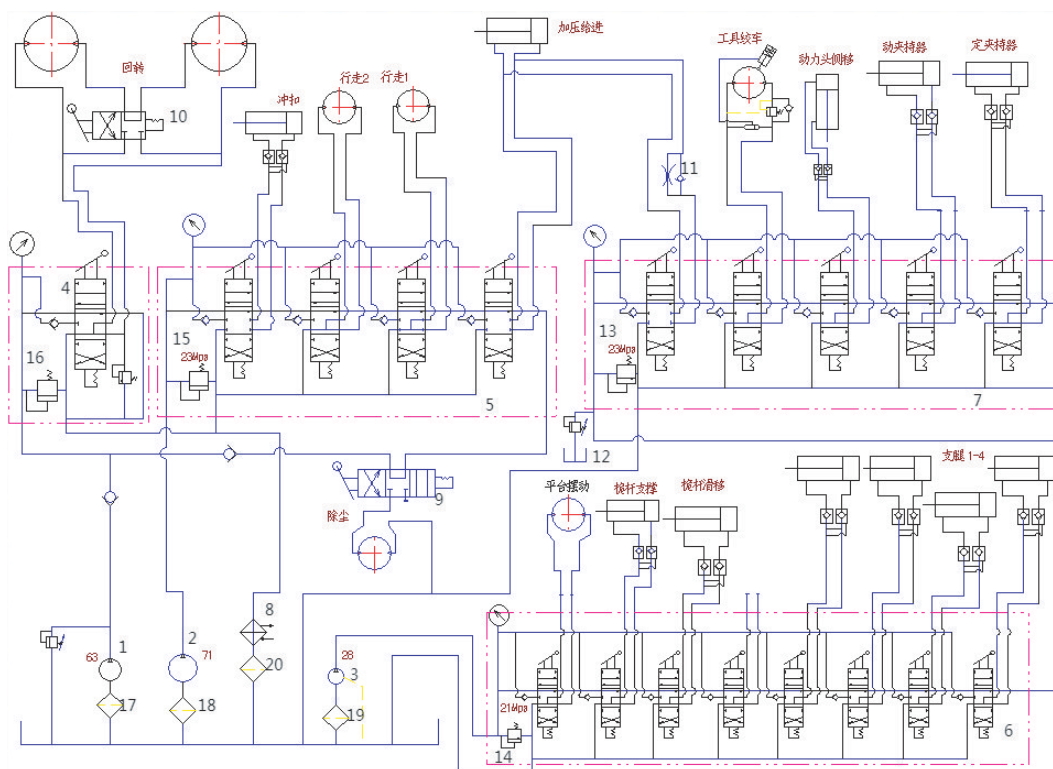 加压给进
工具绞车
动夹持器
定夹持器
动力头侧移
回转
行走2
行走1
冲扣
10
11
4
16
15
23Mpa
5
13
23Mpa
7
12
9
除尘
平台摆动
桅杆支撑
桅杆滑移
支腿1-4
8
1
2
63
71
20
28
3
17
18
19
21Mpa
14
6